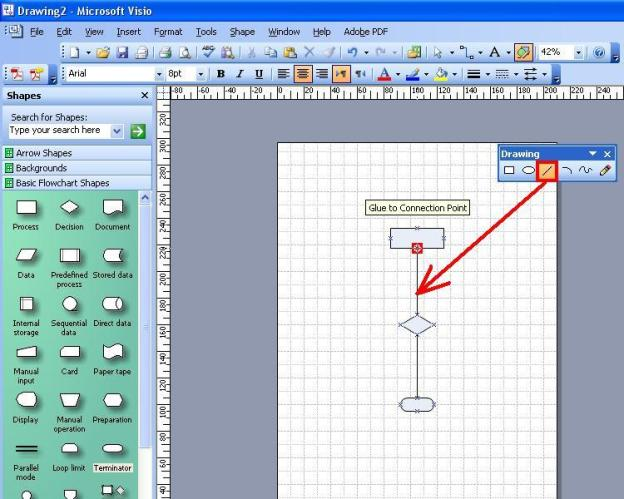 Drawing2 - Microsoft Visio
File Edit View Insert Format Tools Shape Window Help Adobe PDF
A 42%
Arial 8pt B I U A
Shapes
Search for Shapes:
Type your search here
Arrow Shapes
Backgrounds
Basic Flowchart Shapes
Process Decision Document
Data Predefined process Stored data
Internal storage Sequential data Direct data
Manual input Card Paper tape
Display Manual operation Preparation
Parallel mode Loop limit Terminator
-80 -60 -40 -20 0 20 40 60 80 100 120 140 160 180 200 220 240
320
300
280
260
240
220
200
180
160
140
120
100
80
60
40
Drawing
Glue to Connection Point